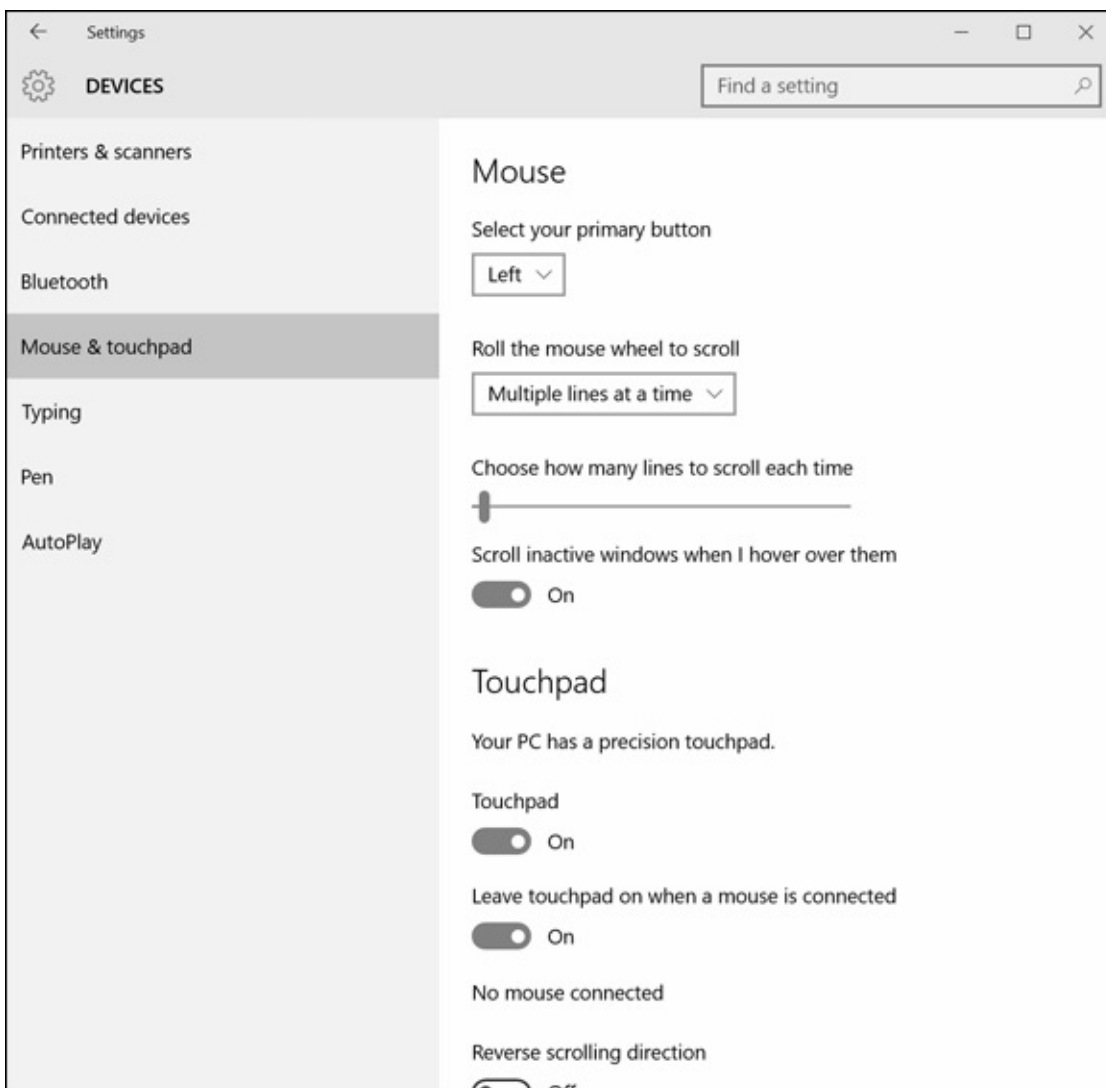 Settings
DEVICES
Find a setting
Printers & scanners
Connected devices
Bluetooth
Mouse & touchpad
Typing
Pen
AutoPlay
Mouse
Select your primary button
Left
Roll the mouse wheel to scroll
Multiple lines at a time
Choose how many lines to scroll each time
Scroll inactive windows when I hover over them
On
Touchpad
Your PC has a precision touchpad.
Touchpad
On
Leave touchpad on when a mouse is connected
On
No mouse connected
Reverse scrolling direction
Off